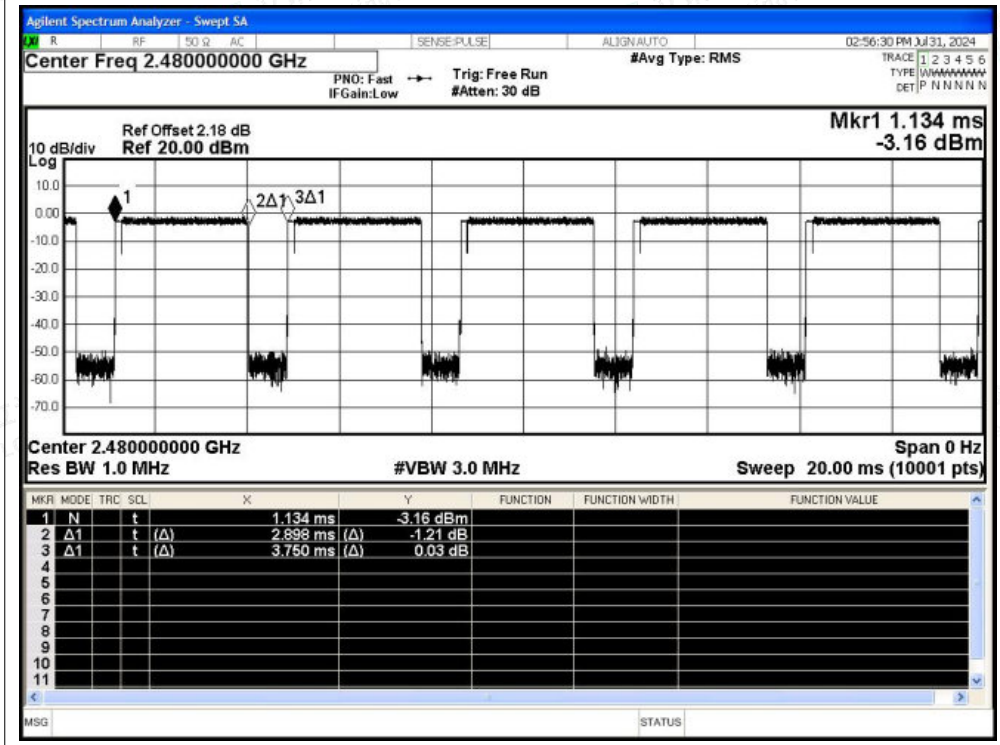 Agilent Spectrum Analyzer - Swept SA
LXI R RF 50 Ω AC SENSE:PULSE ALIGN AUTO 02:56:30 PM Jul 31, 2024
Center Freq 2.480000000 GHz #Avg Type: RMS TRACE 1 2 3 4 5 6
PNO: Fast Trig: Free Run TYPE
IFGain:Low #Atten: 30 dB DET P N N N N N
Mkr1 1.134 ms
Ref Offset 2.18 dB
10 dB/div Ref 20.00 dBm -3.16 dBm
Log
10.0
1 2Δ1 3Δ1
0.00
-10.0
-20.0
-30.0
-40.0
-50.0
-60.0
-70.0
Center 2.480000000 GHz Span 0 Hz
Res BW 1.0 MHz #VBW 3.0 MHz Sweep 20.00 ms (10001 pts)
MKR MODE TRC SCL X Y FUNCTION FUNCTION WIDTH FUNCTION VALUE
1 N t 1.134 ms -3.16 dBm
2 Δ1 t (Δ) 2.898 ms (Δ) -1.21 dB
3 Δ1 t (Δ) 3.750 ms (Δ) 0.03 dB
4
5
6
7
8
9
10
11
MSG STATUS